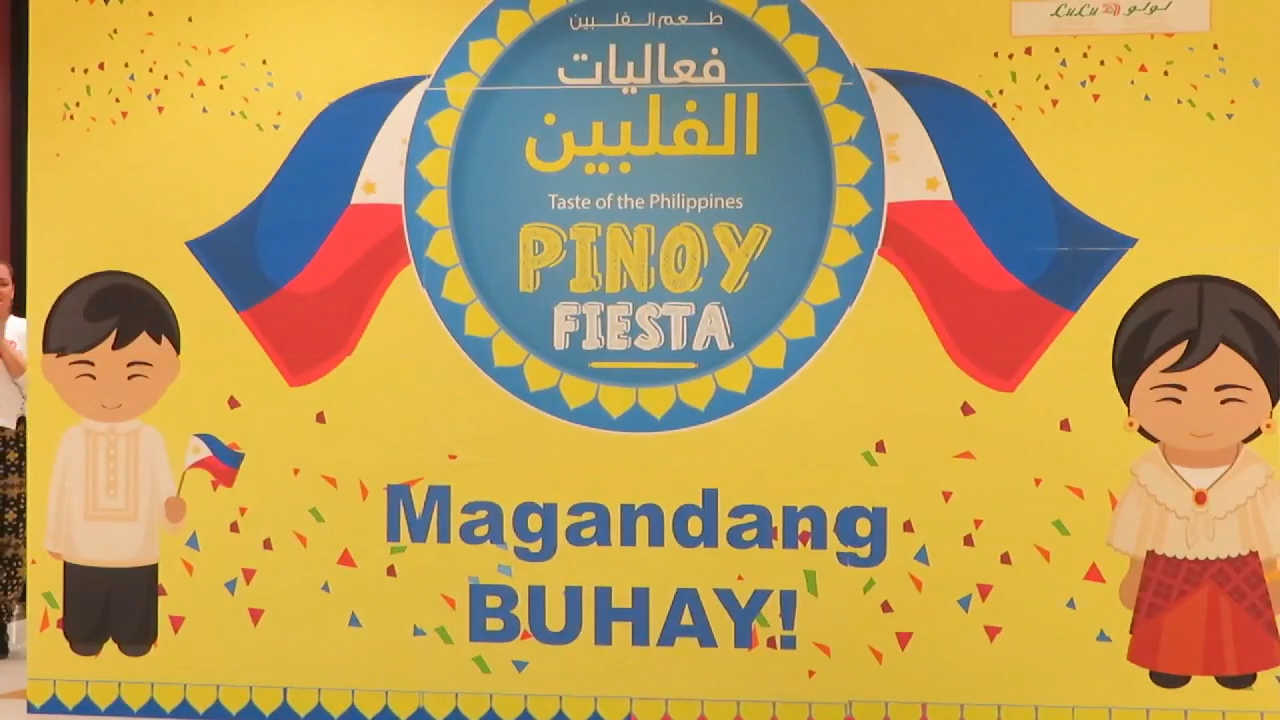 LuLu لولو
طعم الفلبين
فعاليات
الفلبين
Taste of the Philippines
PINOY
FIESTA
Magandang
BUHAY!